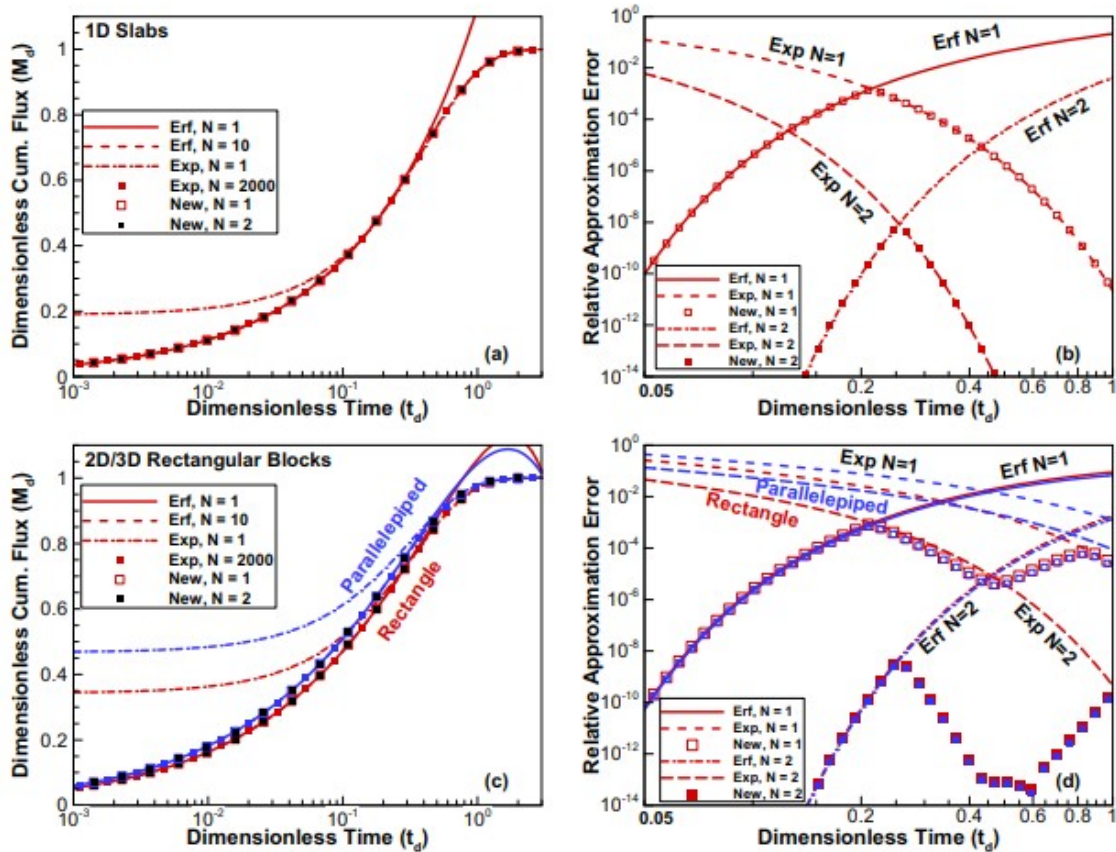 1D Slabs
Dimensionless Cum. Flux (M_d)
1
0.8
0.6
0.4
0.2
0
Erf, N = 1
Erf, N = 10
Exp, N = 1
Exp, N = 2000
New, N = 1
New, N = 2
(a)
10^-3
10^-2
10^-1
10^0
Dimensionless Time (t_d)
Relative Approximation Error
10^0
10^-2
10^-4
10^-6
10^-8
10^-10
10^-12
10^-14
Exp N=1
Erf N=1
Exp N=2
Erf N=2
Erf, N = 1
Exp, N = 1
New, N = 1
Erf, N = 2
Exp, N = 2
New, N = 2
(b)
0.05
0.2
0.4
0.6
0.8
1
Dimensionless Time (t_d)
2D/3D Rectangular Blocks
Dimensionless Cum. Flux (M_d)
1
0.8
0.6
0.4
0.2
0
Erf, N = 1
Erf, N = 10
Exp, N = 1
Exp, N = 2000
New, N = 1
New, N = 2
Parallelepiped
Rectangle
(c)
10^-3
10^-2
10^-1
10^0
Dimensionless Time (t_d)
Relative Approximation Error
10^0
10^-2
10^-4
10^-6
10^-8
10^-10
10^-12
10^-14
Exp N=1
Erf N=1
Parallelepiped
Rectangle
Erf N=2
Exp N=2
Erf, N = 1
Exp, N = 1
New, N = 1
Erf, N = 2
Exp, N = 2
New, N = 2
(d)
0.05
0.2
0.4
0.6
0.8
1
Dimensionless Time (t_d)